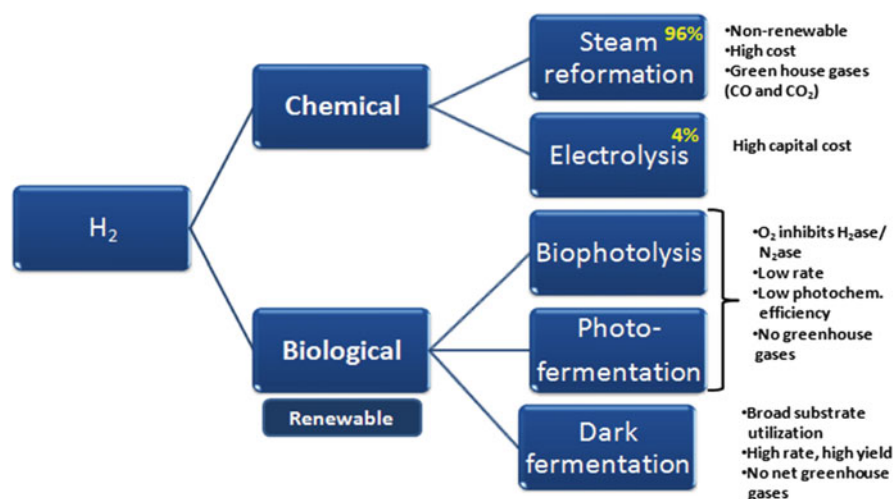 H₂
Chemical
Biological
Renewable
Steam 96%
reformation
•Non-renewable
•High cost
•Green house gases
(CO and CO₂)
Electrolysis 4%
High capital cost
Biophotolysis
Photo-
fermentation
•O₂ inhibits H₂ase/
N₂ase
•Low rate
•Low photochem.
efficiency
•No greenhouse
gases
Dark
fermentation
•Broad substrate
utilization
•High rate, high yield
•No net greenhouse
gases